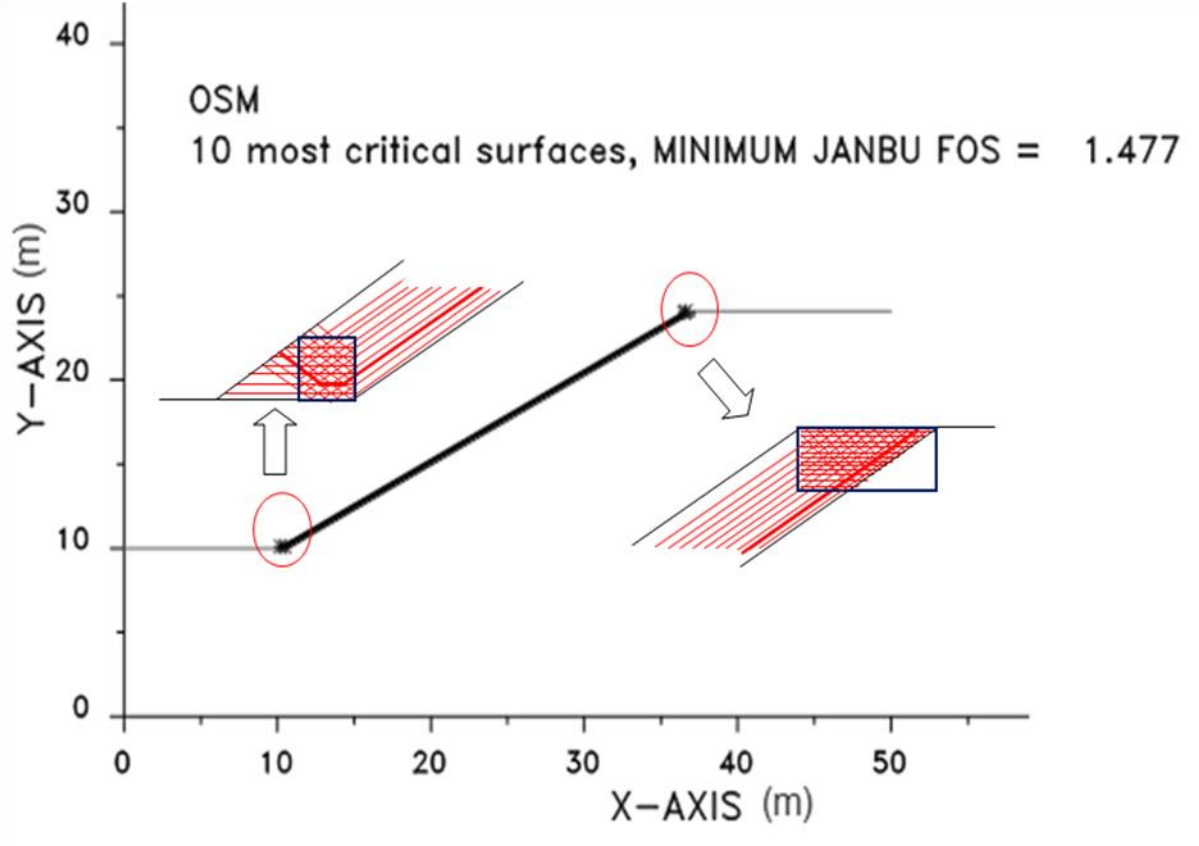 40
OSM
10 most critical surfaces, MINIMUM JANBU FOS = 1.477
30
Y-AXIS (m)
20
10
0
0 10 20 30 40 50
X-AXIS (m)